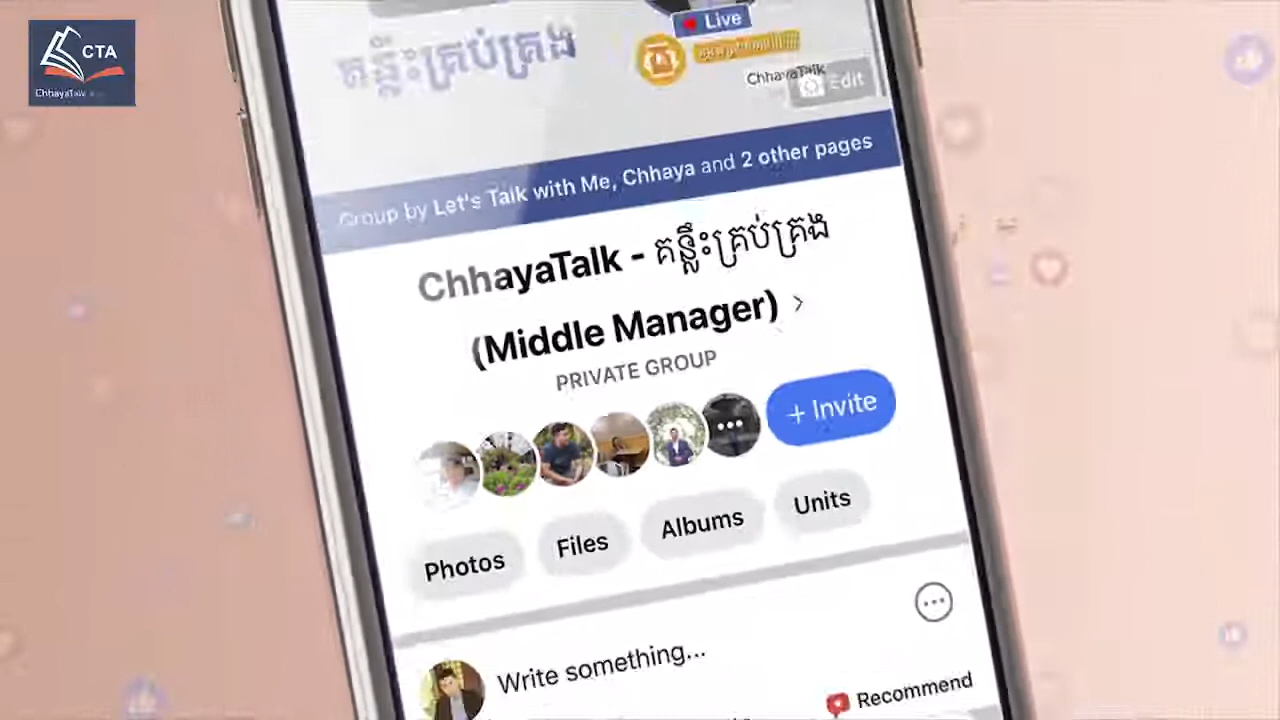 CTA
ChhayaTalk
គន្លឹះគ្រប់គ្រង
Live
ChhayaTalk
Edit
Group by Let's Talk with Me, Chhaya and 2 other pages
ChhayaTalk - គន្លឹះគ្រប់គ្រង
(Middle Manager)
PRIVATE GROUP
+ Invite
Photos
Files
Albums
Units
Write something...
Recommend